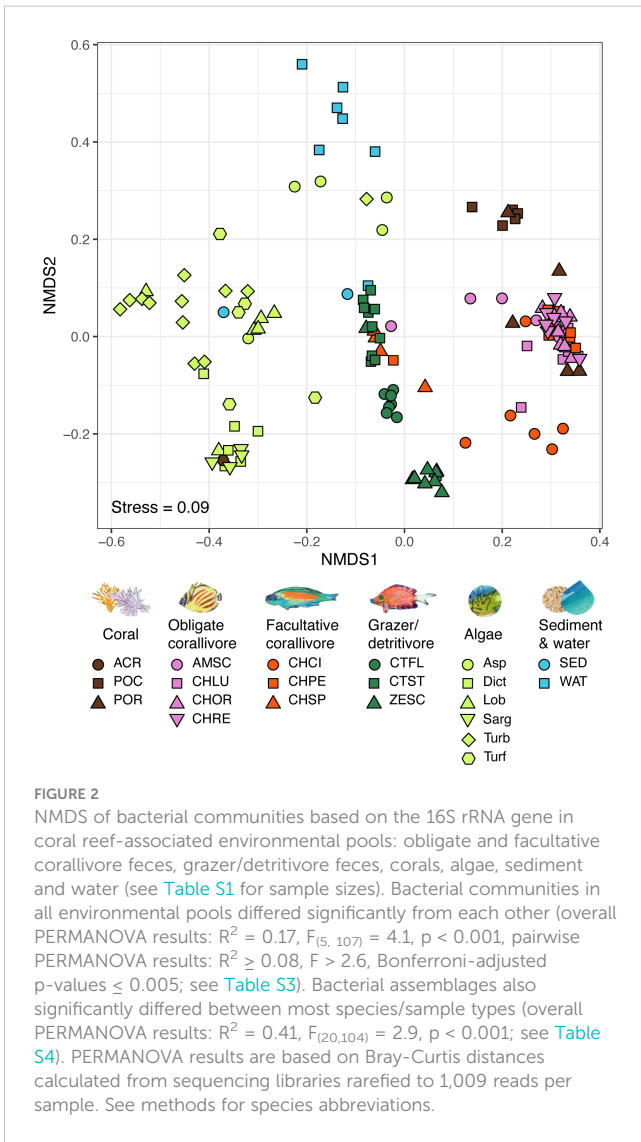 0.6
0.4
0.2
0.0
−0.2
NMDS2
Stress = 0.09
−0.6 −0.4 −0.2 0.0 0.2 0.4
NMDS1
Coral
ACR
POC
POR
Obligate
corallivore
AMSC
CHLU
CHOR
CHRE
Facultative
corallivore
CHCI
CHPE
CHSP
Grazer/
detritivore
CTFL
CTST
ZESC
Algae
Asp
Dict
Lob
Sarg
Turb
Turf
Sediment
& water
SED
WAT
FIGURE 2
NMDS of bacterial communities based on the 16S rRNA gene in
coral reef-associated environmental pools: obligate and facultative
corallivore feces, grazer/detritivore feces, corals, algae, sediment
and water (see Table S1 for sample sizes). Bacterial communities in
all environmental pools differed significantly from each other (overall
PERMANOVA results: R² = 0.17, F(5, 107) = 4.1, p < 0.001, pairwise
PERMANOVA results: R² ≥ 0.08, F > 2.6, Bonferroni-adjusted
p-values ≤ 0.005; see Table S3). Bacterial assemblages also
significantly differed between most species/sample types (overall
PERMANOVA results: R² = 0.41, F(20,104) = 2.9, p < 0.001; see Table
S4). PERMANOVA results are based on Bray-Curtis distances
calculated from sequencing libraries rarefied to 1,009 reads per
sample. See methods for species abbreviations.